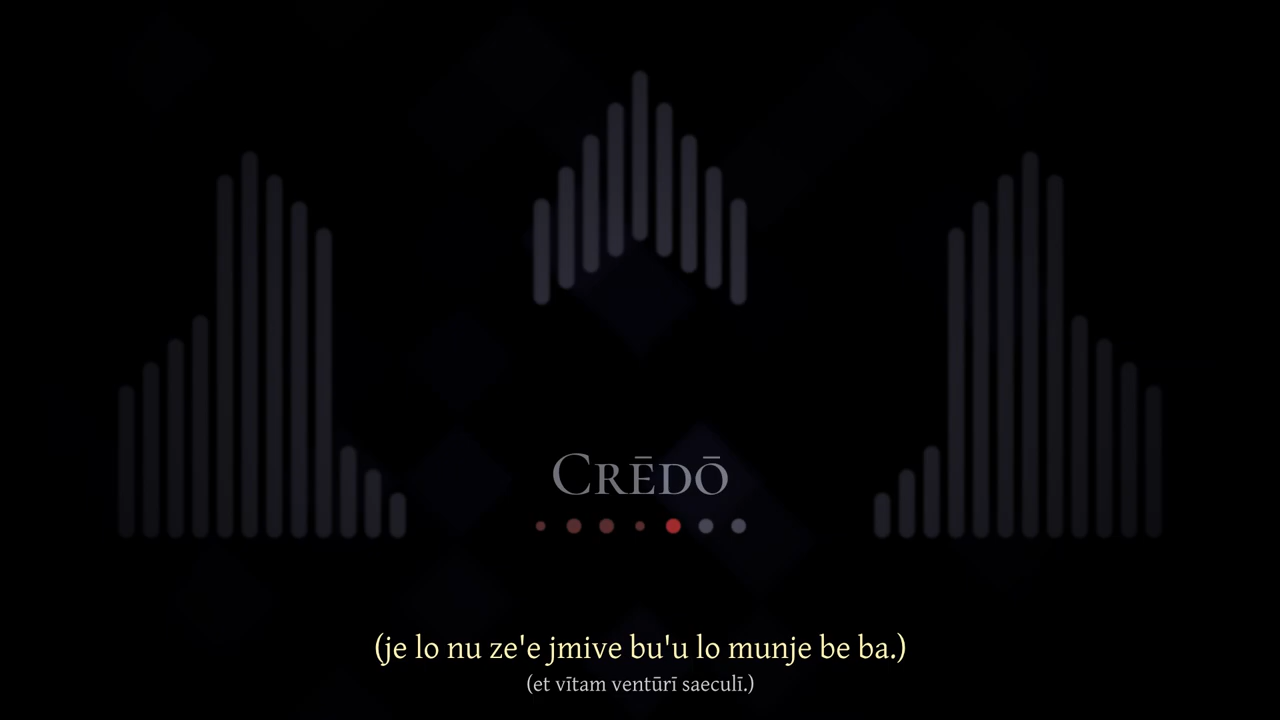 Crēdō
(je lo nu ze'e jmive bu'u lo munje be ba.)
(et vītam ventūrī saeculī.)